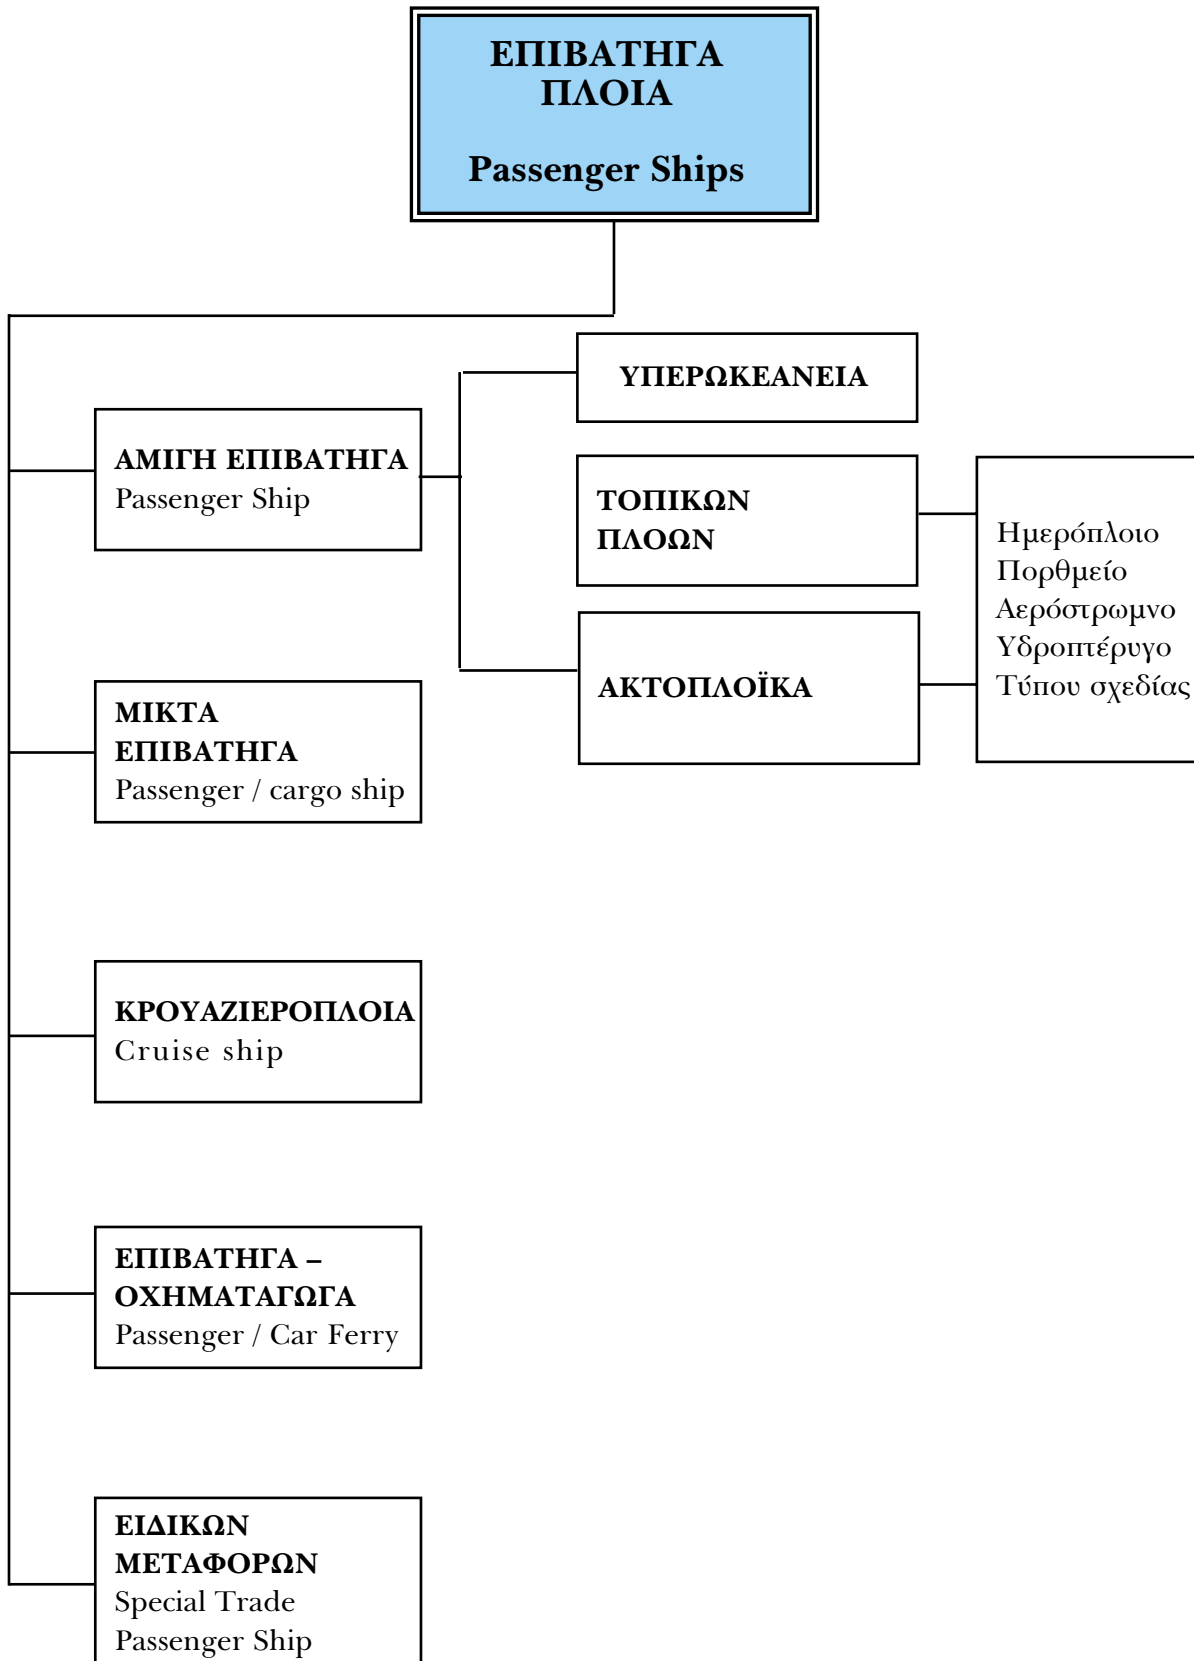 ΕΠΙΒΑΤΗΓΑ
ΠΛΟΙΑ
Passenger Ships
ΥΠΕΡΩΚΕΑΝΕΙΑ
ΑΜΙΓΗ ΕΠΙΒΑΤΗΓΑ
Passenger Ship
ΤΟΠΙΚΩΝ
ΠΛΟΩΝ
ΑΚΤΟΠΛΟΪΚΑ
Ημερόπλοιο
Πορθμείο
Αερόστρωμνο
Υδροπτέρυγο
Τύπου σχεδίας
ΜΙΚΤΑ
ΕΠΙΒΑΤΗΓΑ
Passenger / cargo ship
ΚΡΟΥΑΖΙΕΡΟΠΛΟΙΑ
Cruise ship
ΕΠΙΒΑΤΗΓΑ –
ΟΧΗΜΑΤΑΓΩΓΑ
Passenger / Car Ferry
ΕΙΔΙΚΩΝ
ΜΕΤΑΦΟΡΩΝ
Special Trade
Passenger Ship